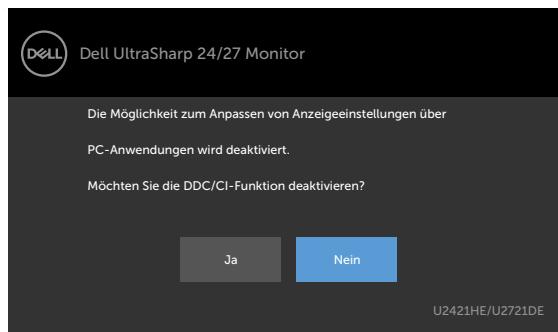 DELL Dell UltraSharp 24/27 Monitor
Die Möglichkeit zum Anpassen von Anzeigeeinstellungen über
PC-Anwendungen wird deaktiviert.
Möchten Sie die DDC/CI-Funktion deaktivieren?
Ja Nein
U2421HE/U2721DE